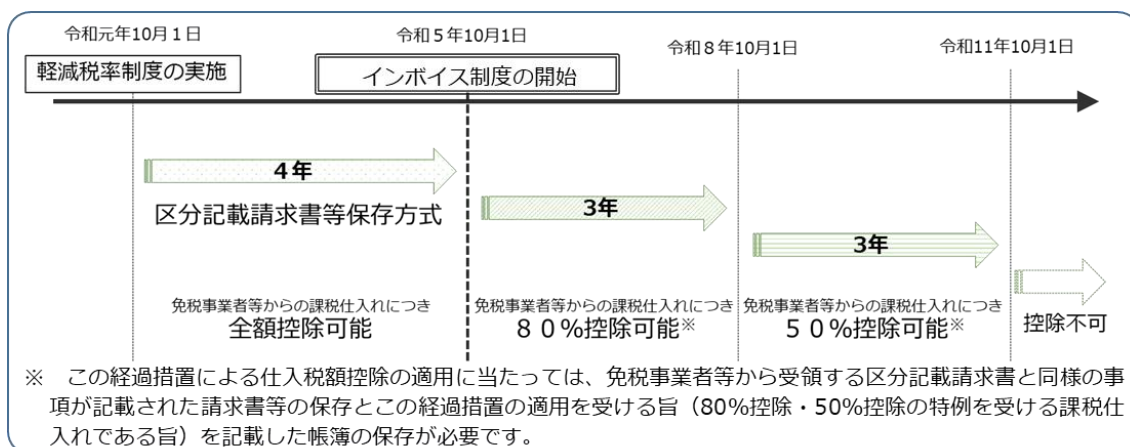 令和元年10月１日
令和５年10月1日
令和８年10月1日
令和11年10月1日
軽減税率制度の実施
インボイス制度の開始
４年
区分記載請求書等保存方式
3年
3年
免税事業者等からの課税仕入れにつき
全額控除可能
免税事業者等からの課税仕入れにつき
８０％控除可能※
免税事業者等からの課税仕入れにつき
５０％控除可能※
控除不可
※　この経過措置による仕入税額控除の適用に当たっては、免税事業者等から受領する区分記載請求書と同様の事
項が記載された請求書等の保存とこの経過措置の適用を受ける旨（80％控除・50％控除の特例を受ける課税仕
入れである旨）を記載した帳簿の保存が必要です。